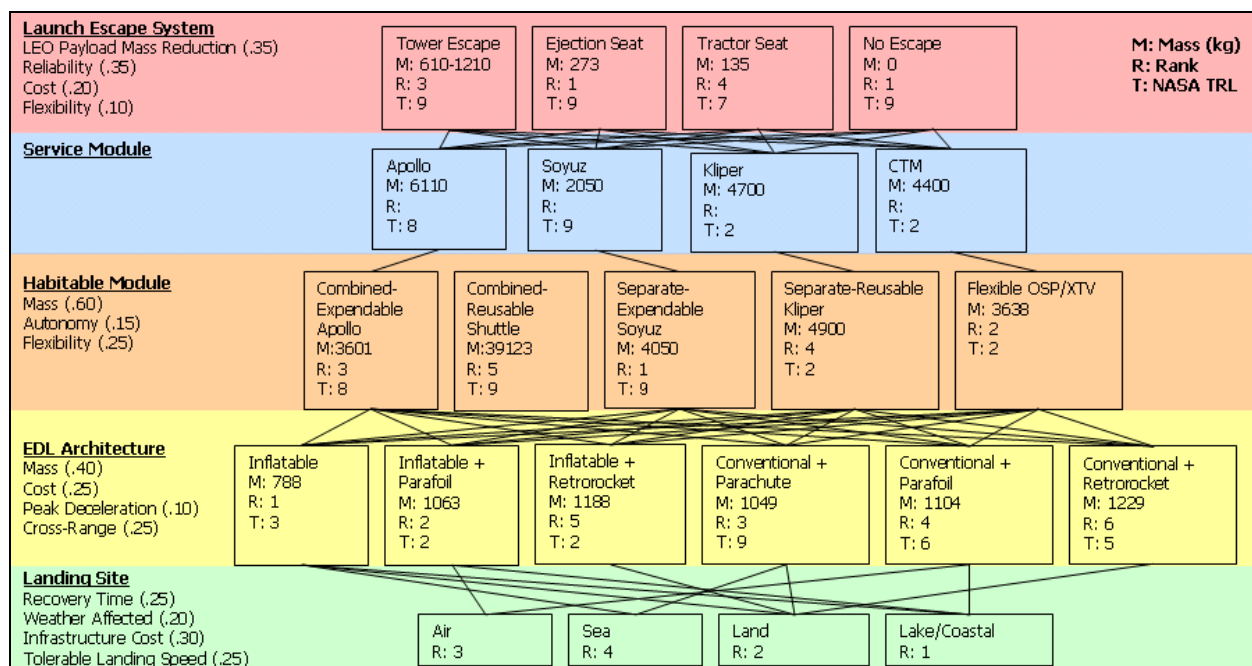 Launch Escape System
LEO Payload Mass Reduction (.35)
Reliability (.35)
Cost (.20)
Flexibility (.10)
Tower Escape
M: 610-1210
R: 3
T: 9
Ejection Seat
M: 273
R: 1
T: 9
Tractor Seat
M: 135
R: 4
T: 7
No Escape
M: 0
R: 1
T: 9
M: Mass (kg)
R: Rank
T: NASA TRL
Service Module
Apollo
M: 6110
R:
T: 8
Soyuz
M: 2050
R:
T: 9
Kliper
M: 4700
R:
T: 2
CTM
M: 4400
R:
T: 2
Habitable Module
Mass (.60)
Autonomy (.15)
Flexibility (.25)
Combined-
Expendable
Apollo
M:3601
R: 3
T: 8
Combined-
Reusable
Shuttle
M:39123
R: 5
T: 9
Separate-
Expendable
Soyuz
M: 4050
R: 1
T: 9
Separate-Reusable
Kliper
M: 4900
R: 4
T: 2
Flexible OSP/XTV
M: 3638
R: 2
T: 2
EDL Architecture
Mass (.40)
Cost (.25)
Peak Deceleration (.10)
Cross-Range (.25)
Inflatable
M: 788
R: 1
T: 3
Inflatable +
Parafoil
M: 1063
R: 2
T: 2
Inflatable +
Retrorocket
M: 1188
R: 5
T: 2
Conventional +
Parachute
M: 1049
R: 3
T: 9
Conventional +
Parafoil
M: 1104
R: 4
T: 6
Conventional +
Retrorocket
M: 1229
R: 6
T: 5
Landing Site
Recovery Time (.25)
Weather Affected (.20)
Infrastructure Cost (.30)
Tolerable Landing Speed (.25)
Air
R: 3
Sea
R: 4
Land
R: 2
Lake/Coastal
R: 1